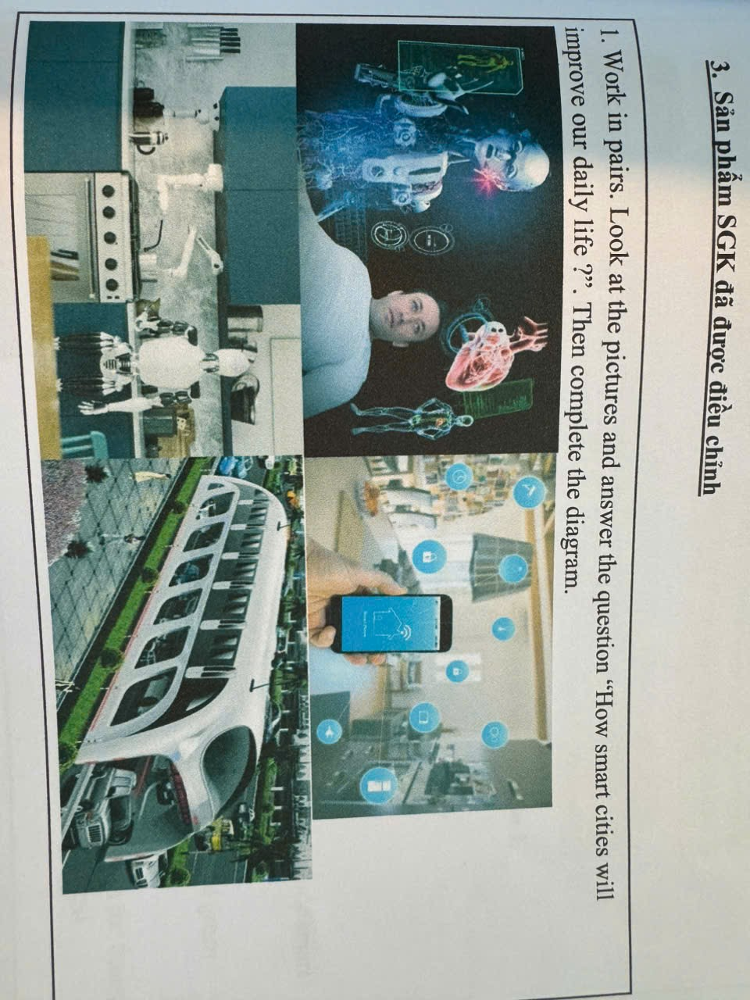 3. Sản phẩm SGK đã được điều chỉnh
1. Work in pairs. Look at the pictures and answer the question “How smart cities will
improve our daily life ?”. Then complete the diagram.